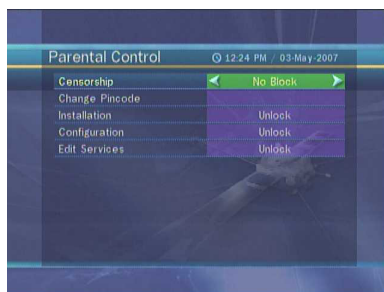 Parental Control
12:24 PM / 03-May-2007
Censorship No Block
Change Pincode
Installation Unlock
Configuration Unlock
Edit Services Unlock